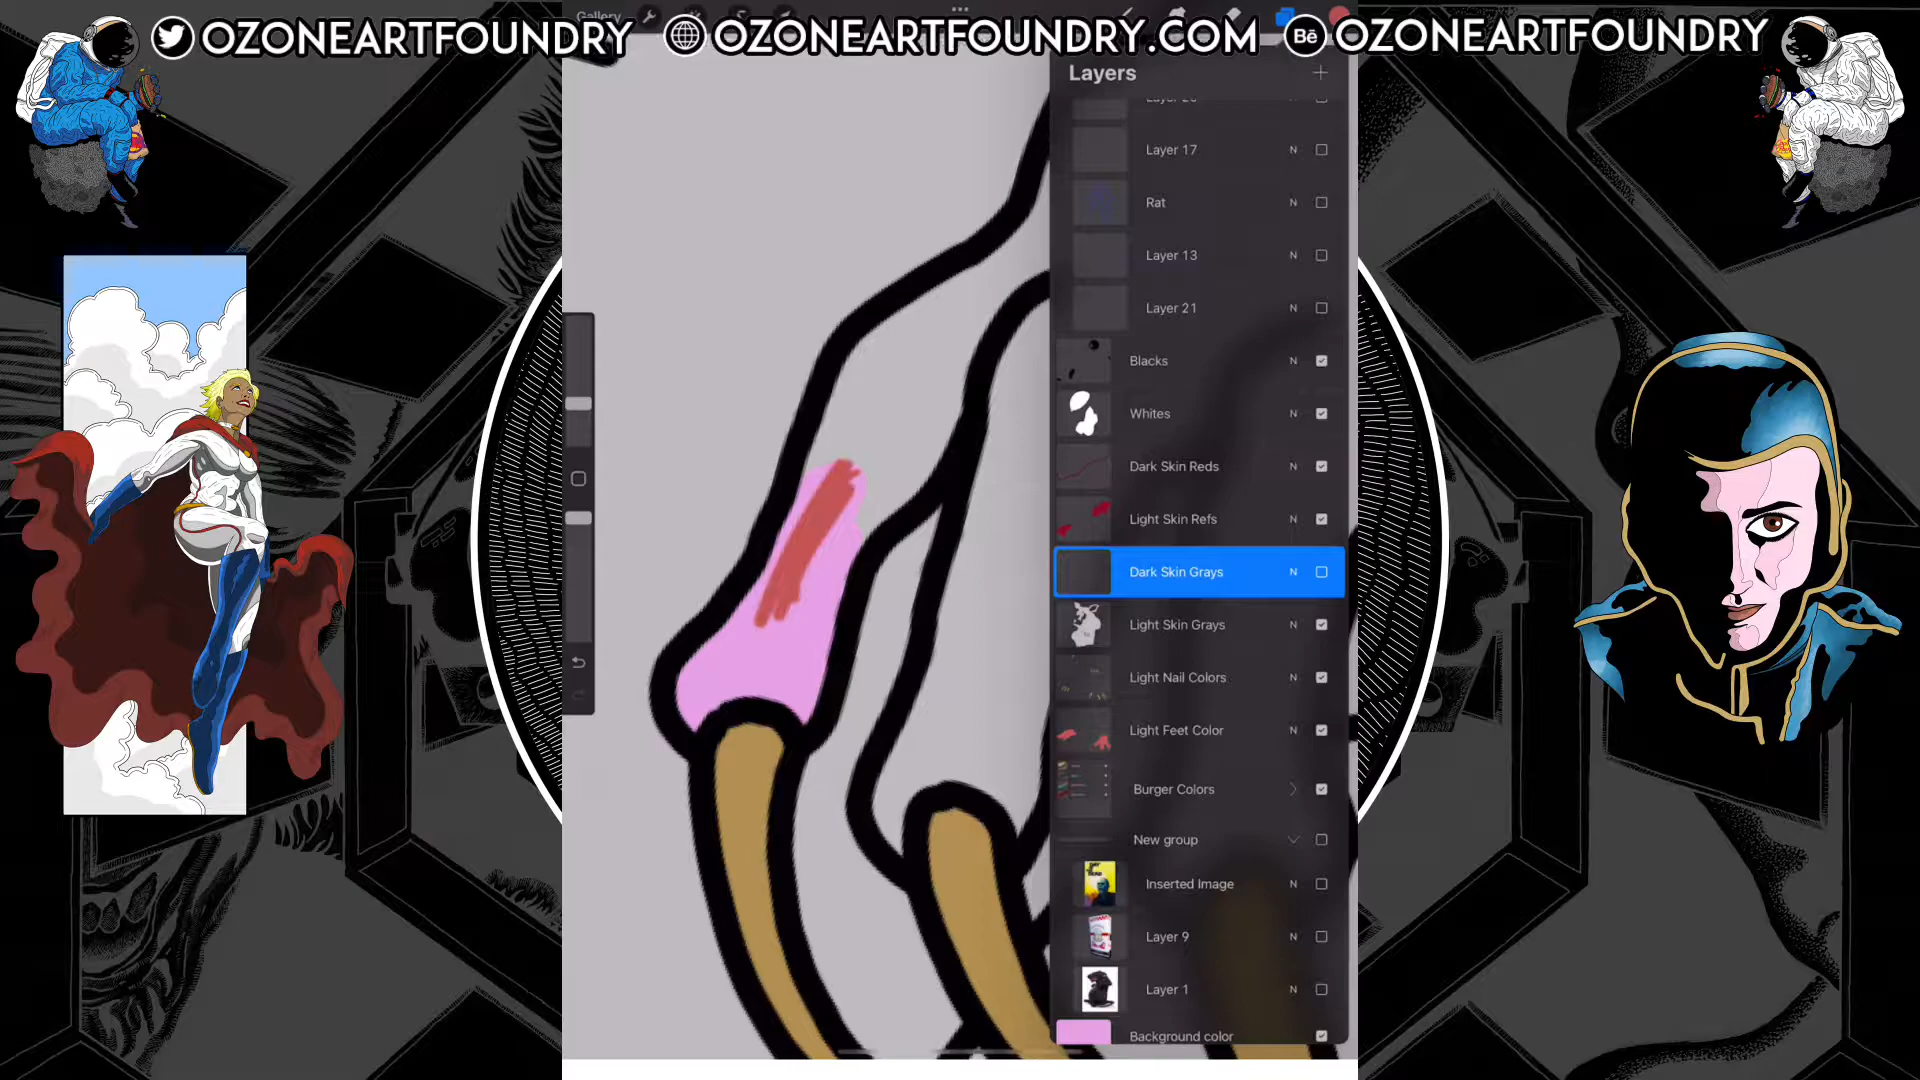 Gallery
OZONEARTFOUNDRY OZONEARTFOUNDRY.COM Bē OZONEARTFOUNDRY
Layers
Layer 17 N
Rat N
Layer 13 N
Layer 21 N
Blacks N
Whites N
Dark Skin Reds N
Light Skin Refs N
Dark Skin Grays N
Light Skin Grays N
Light Nail Colors N
Light Feet Color N
Burger Colors
New group
Inserted Image N
Layer 9 N
Layer 1 N
Background color